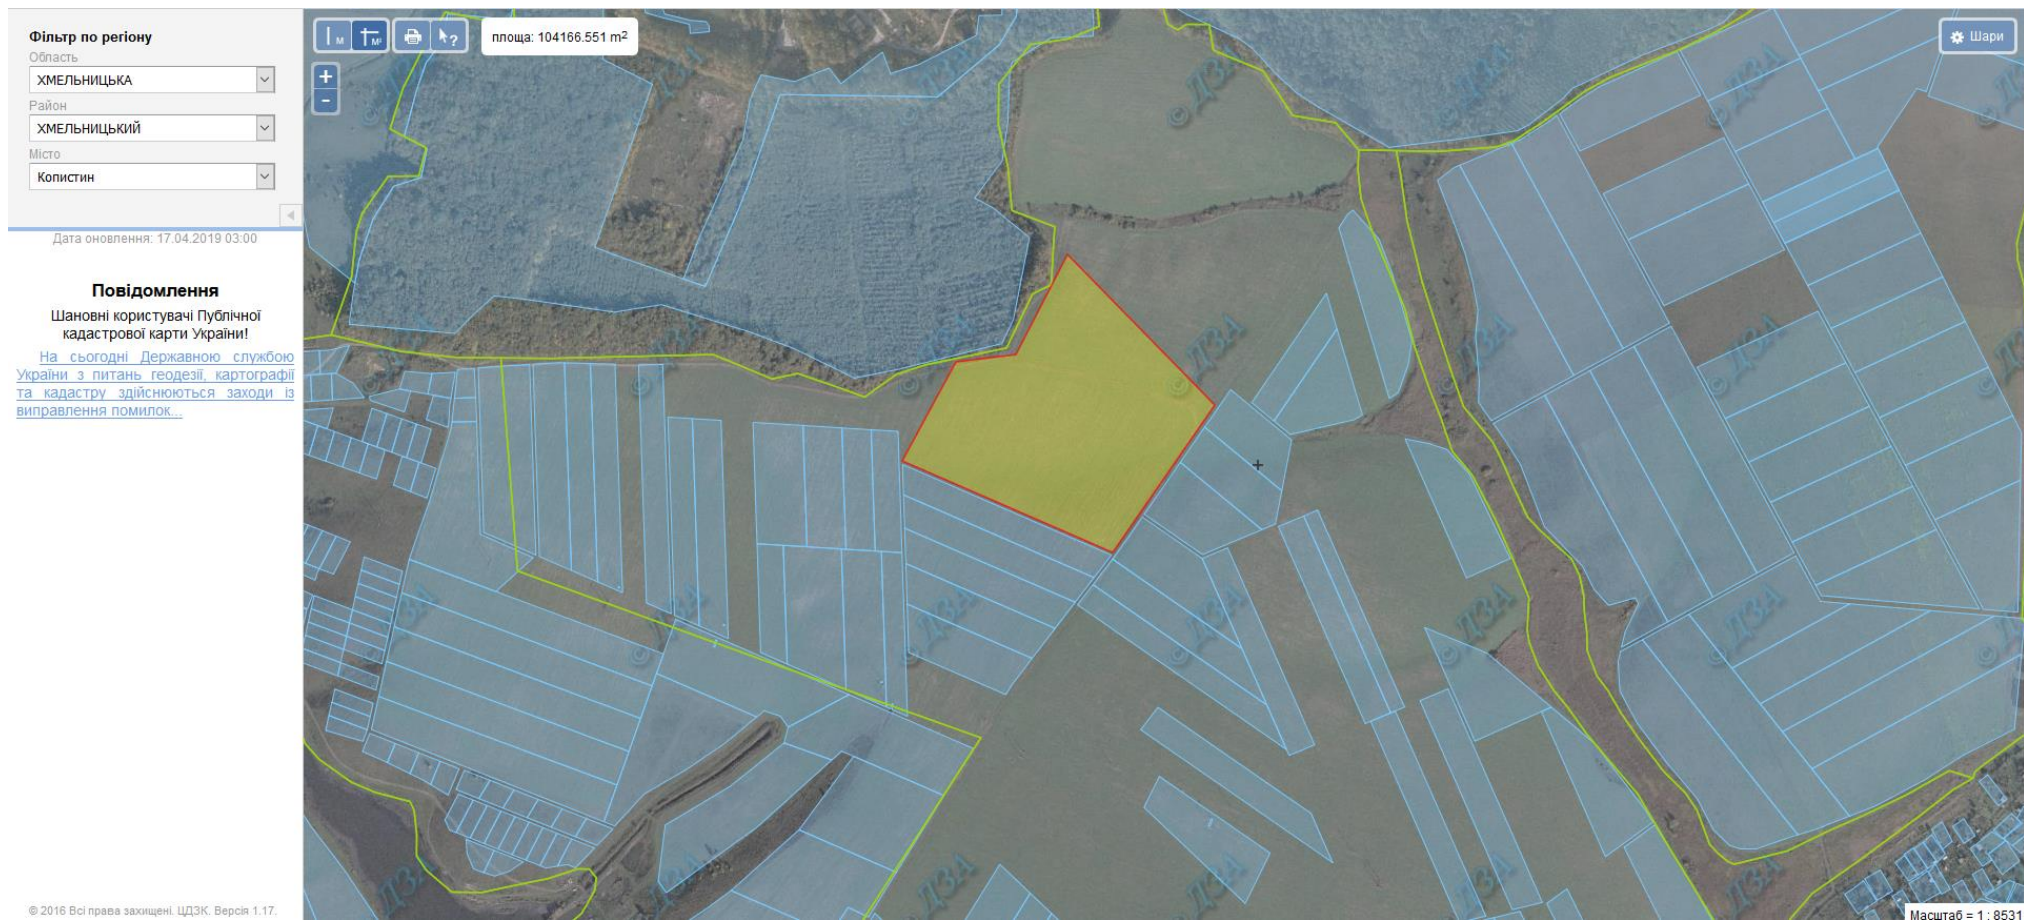 Фільтр по регіону
Область
ХМЕЛЬНИЦЬКА
Район
ХМЕЛЬНИЦЬКИЙ
Місто
Копистин
Дата оновлення: 17.04.2019 03:00
Повідомлення
Шановні користувачі Публічної
кадастрової карти України!
На сьогодні Державною службою
України з питань геодезії, картографії
та кадастру здійснюються заходи із
виправлення помилок...
© 2016 Всі права захищені. ЦДЗК. Версія 1.17.
м
м²
?
площа: 104166.551 m²
+
-
Шари
© ДЗА
Масштаб = 1 : 8531